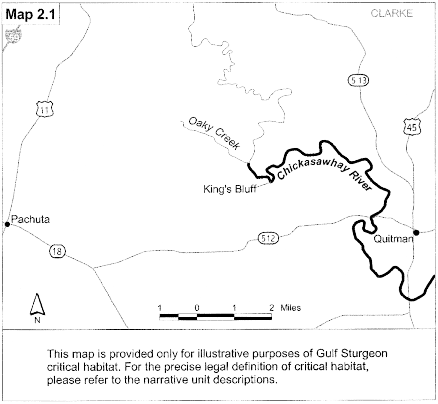 Map 2.1
CLARKE
513
11
45
Oaky Creek
Chickasawhay River
King's Bluff
Pachuta
Quitman
512
18
1 0 1 2 Miles
N
This map is provided only for illustrative purposes of Gulf Sturgeon
critical habitat. For the precise legal definition of critical habitat,
please refer to the narrative unit descriptions.